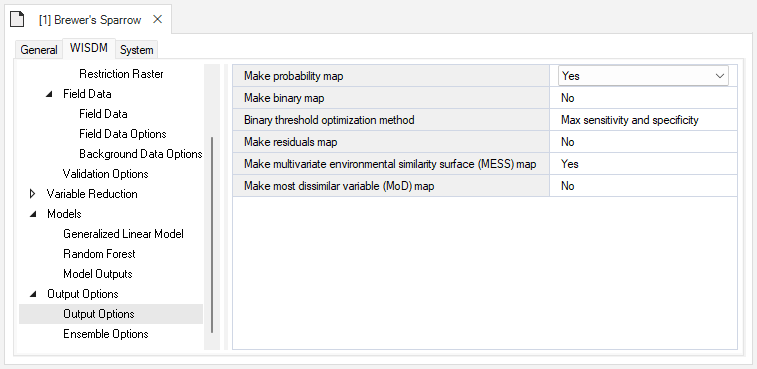 [1] Brewer's Sparrow
General WISDM System
Restriction Raster
Field Data
Field Data
Field Data Options
Background Data Options
Validation Options
Variable Reduction
Models
Generalized Linear Model
Random Forest
Model Outputs
Output Options
Output Options
Ensemble Options
Make probability map Yes
Make binary map No
Binary threshold optimization method Max sensitivity and specificity
Make residuals map No
Make multivariate environmental similarity surface (MESS) map Yes
Make most dissimilar variable (MoD) map No